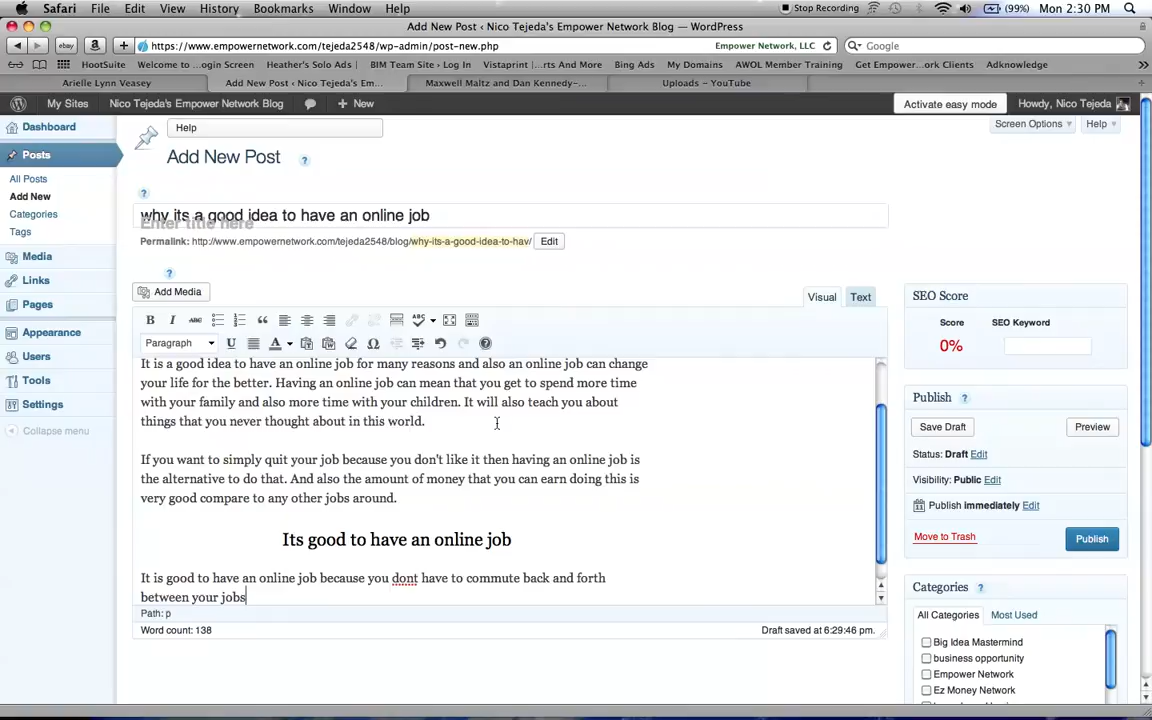 Safari File Edit View History Bookmarks Window Help Stop Recording (99%) Mon 2:30 PM
Add New Post ‹ Nico Tejeda's Empower Network Blog — WordPress
ebay a + https://www.empowernetwork.com/tejeda2548/wp-admin/post-new.php Empower Network, LLC Google
HootSuite Welcome to ...ogin Screen Heather's Solo Ads BIM Team Site › Log In Vistaprint |...rts And More Bing Ads My Domains AWOL Member Training Get Empower...rk Clients Adknowledge
Arielle Lynn Veasey Add New Post ‹ Nico Tejeda's Em... Maxwell Maltz and Dan Kennedy–... Uploads – YouTube
My Sites Nico Tejeda's Empower Network Blog + New Activate easy mode Howdy, Nico Tejeda
Dashboard Help Screen Options Help
Posts Add New Post ?
All Posts
Add New ?
Categories why its a good idea to have an online job
Enter title here
Tags Permalink: http://www.empowernetwork.com/tejeda2548/blog/why-its-a-good-idea-to-hav/ Edit
Media
Links ?
Add Media Visual Text SEO Score
Pages
Appearance B I ABC ABC Score SEO Keyword
Users Paragraph U A Ω 0%
Tools It is a good idea to have an online job for many reasons and also an online job can change
your life for the better. Having an online job can mean that you get to spend more time
Settings with your family and also more time with your children. It will also teach you about Publish ?
things that you never thought about in this world. Save Draft Preview
Collapse menu
Status: Draft Edit
If you want to simply quit your job because you don't like it then having an online job is
the alternative to do that. And also the amount of money that you can earn doing this is Visibility: Public Edit
very good compare to any other jobs around. Publish immediately Edit
Its good to have an online job Move to Trash Publish
It is good to have an online job because you dont have to commute back and forth Categories ?
between your jobs
Path: p All Categories Most Used
Word count: 138 Draft saved at 6:29:46 pm.
Big Idea Mastermind
business opportunity
Empower Network
Ez Money Network